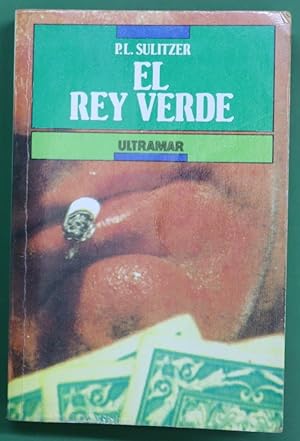 P.L. SULITZER
EL
REY VERDE
ULTRAMAR